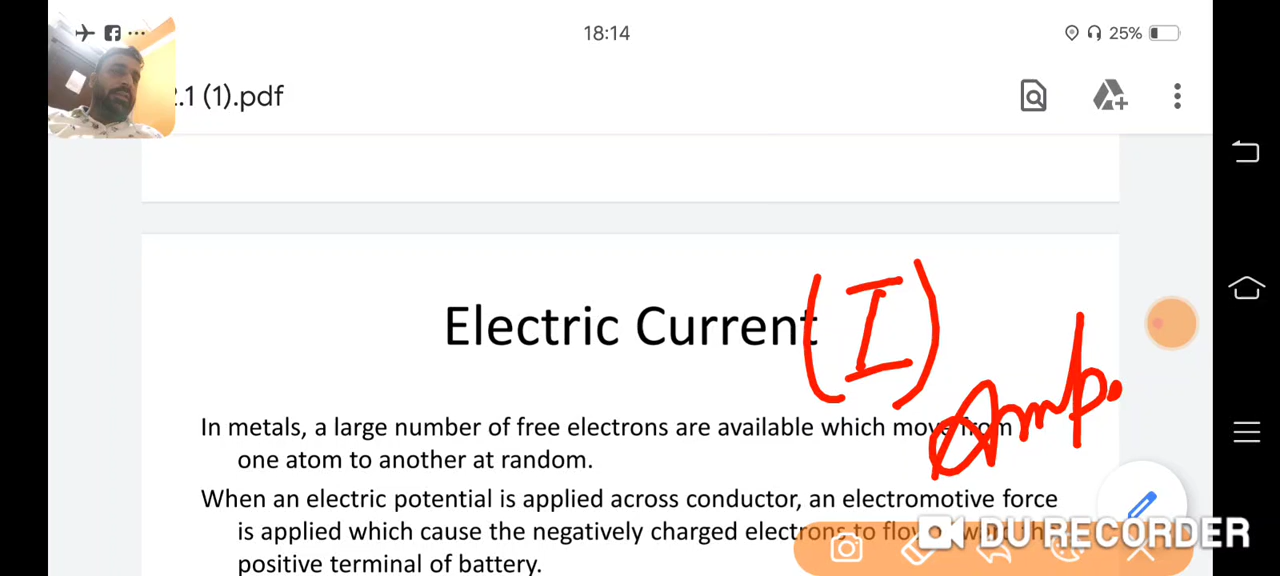 18:14
25%
2.1 (1).pdf
Electric Current (I)
Amp.
In metals, a large number of free electrons are available which move from
one atom to another at random.
When an electric potential is applied across conductor, an electromotive force
is applied which cause the negatively charged electrons to flow
positive terminal of battery.
DU RECORDER